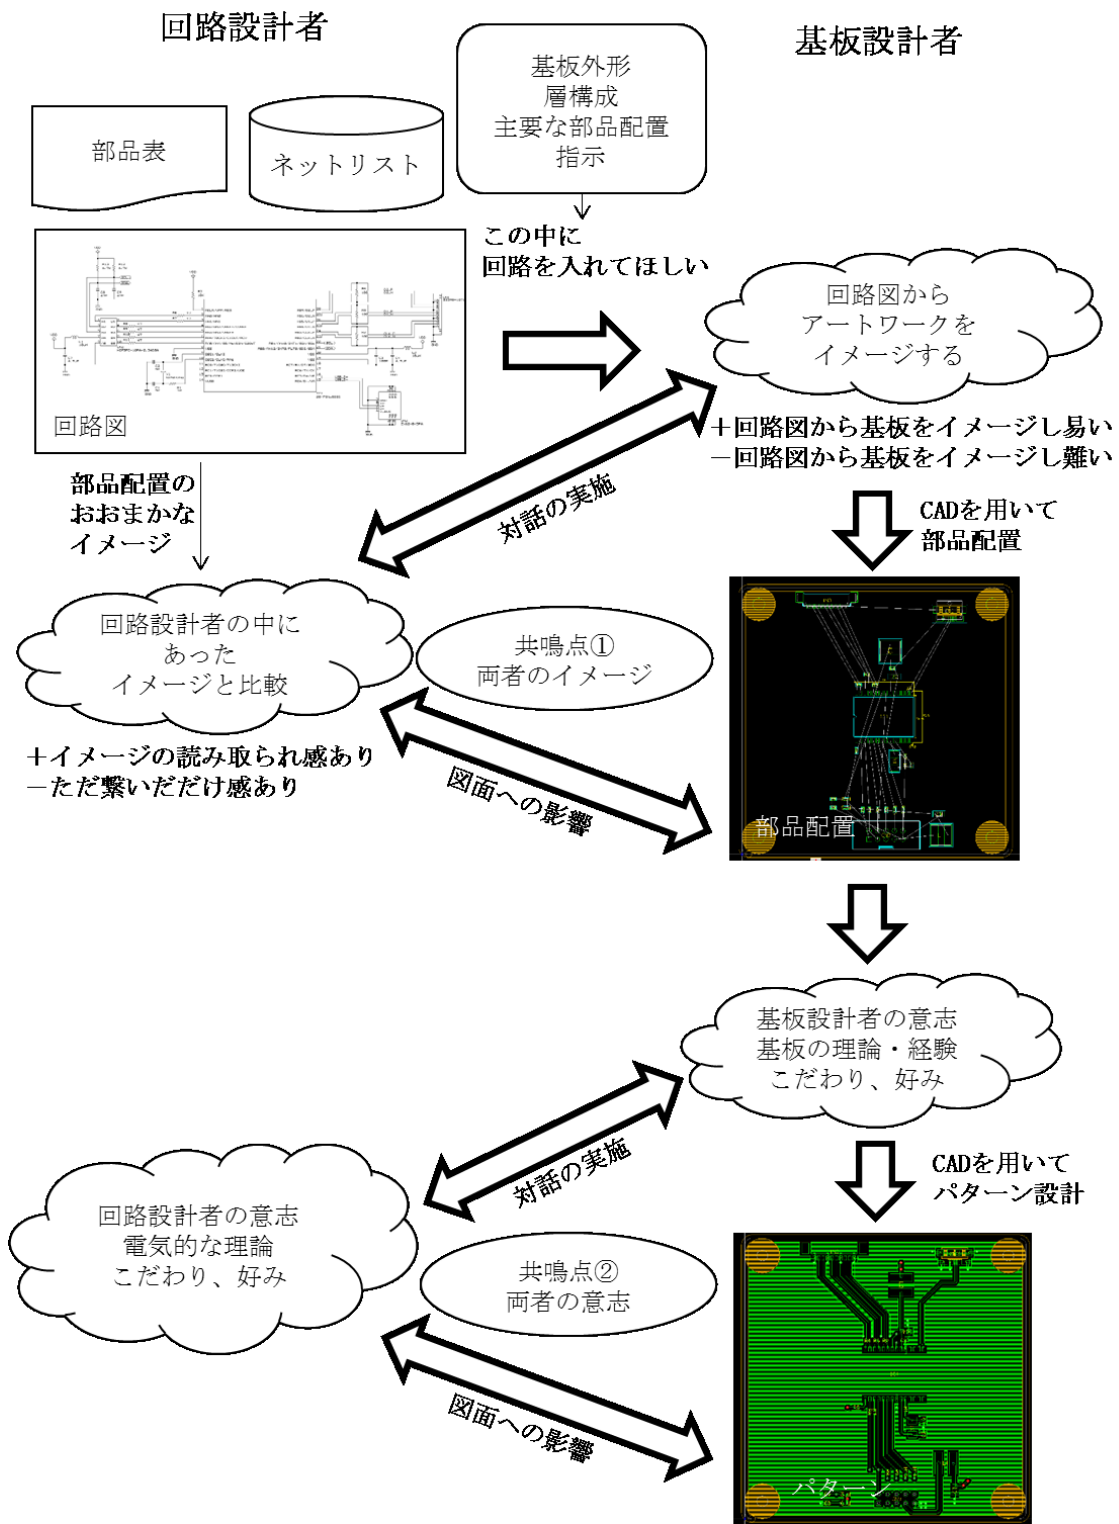 回路設計者
基板設計者
基板外形
層構成
主要な部品配置
指示
部品表
ネットリスト
この中に
回路を入れてほしい
回路図
回路図から
アートワークを
イメージする
+回路図から基板をイメージし易い
−回路図から基板をイメージし難い
部品配置の
おおまかな
イメージ
対話の実施
CADを用いて
部品配置
回路設計者の中に
あった
イメージと比較
共鳴点①
両者のイメージ
+イメージの読み取られ感あり
−ただ繋いだだけ感あり
図面への影響
部品配置
基板設計者の意志
基板の理論・経験
こだわり、好み
対話の実施
CADを用いて
パターン設計
回路設計者の意志
電気的な理論
こだわり、好み
共鳴点②
両者の意志
図面への影響
パターン